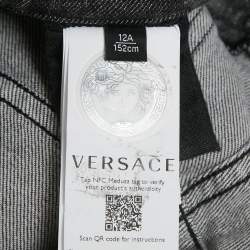 12A
152cm
VERSACE
Tap NFC Medusa tag to verify
your product's authenticity
Scan QR code for instructions